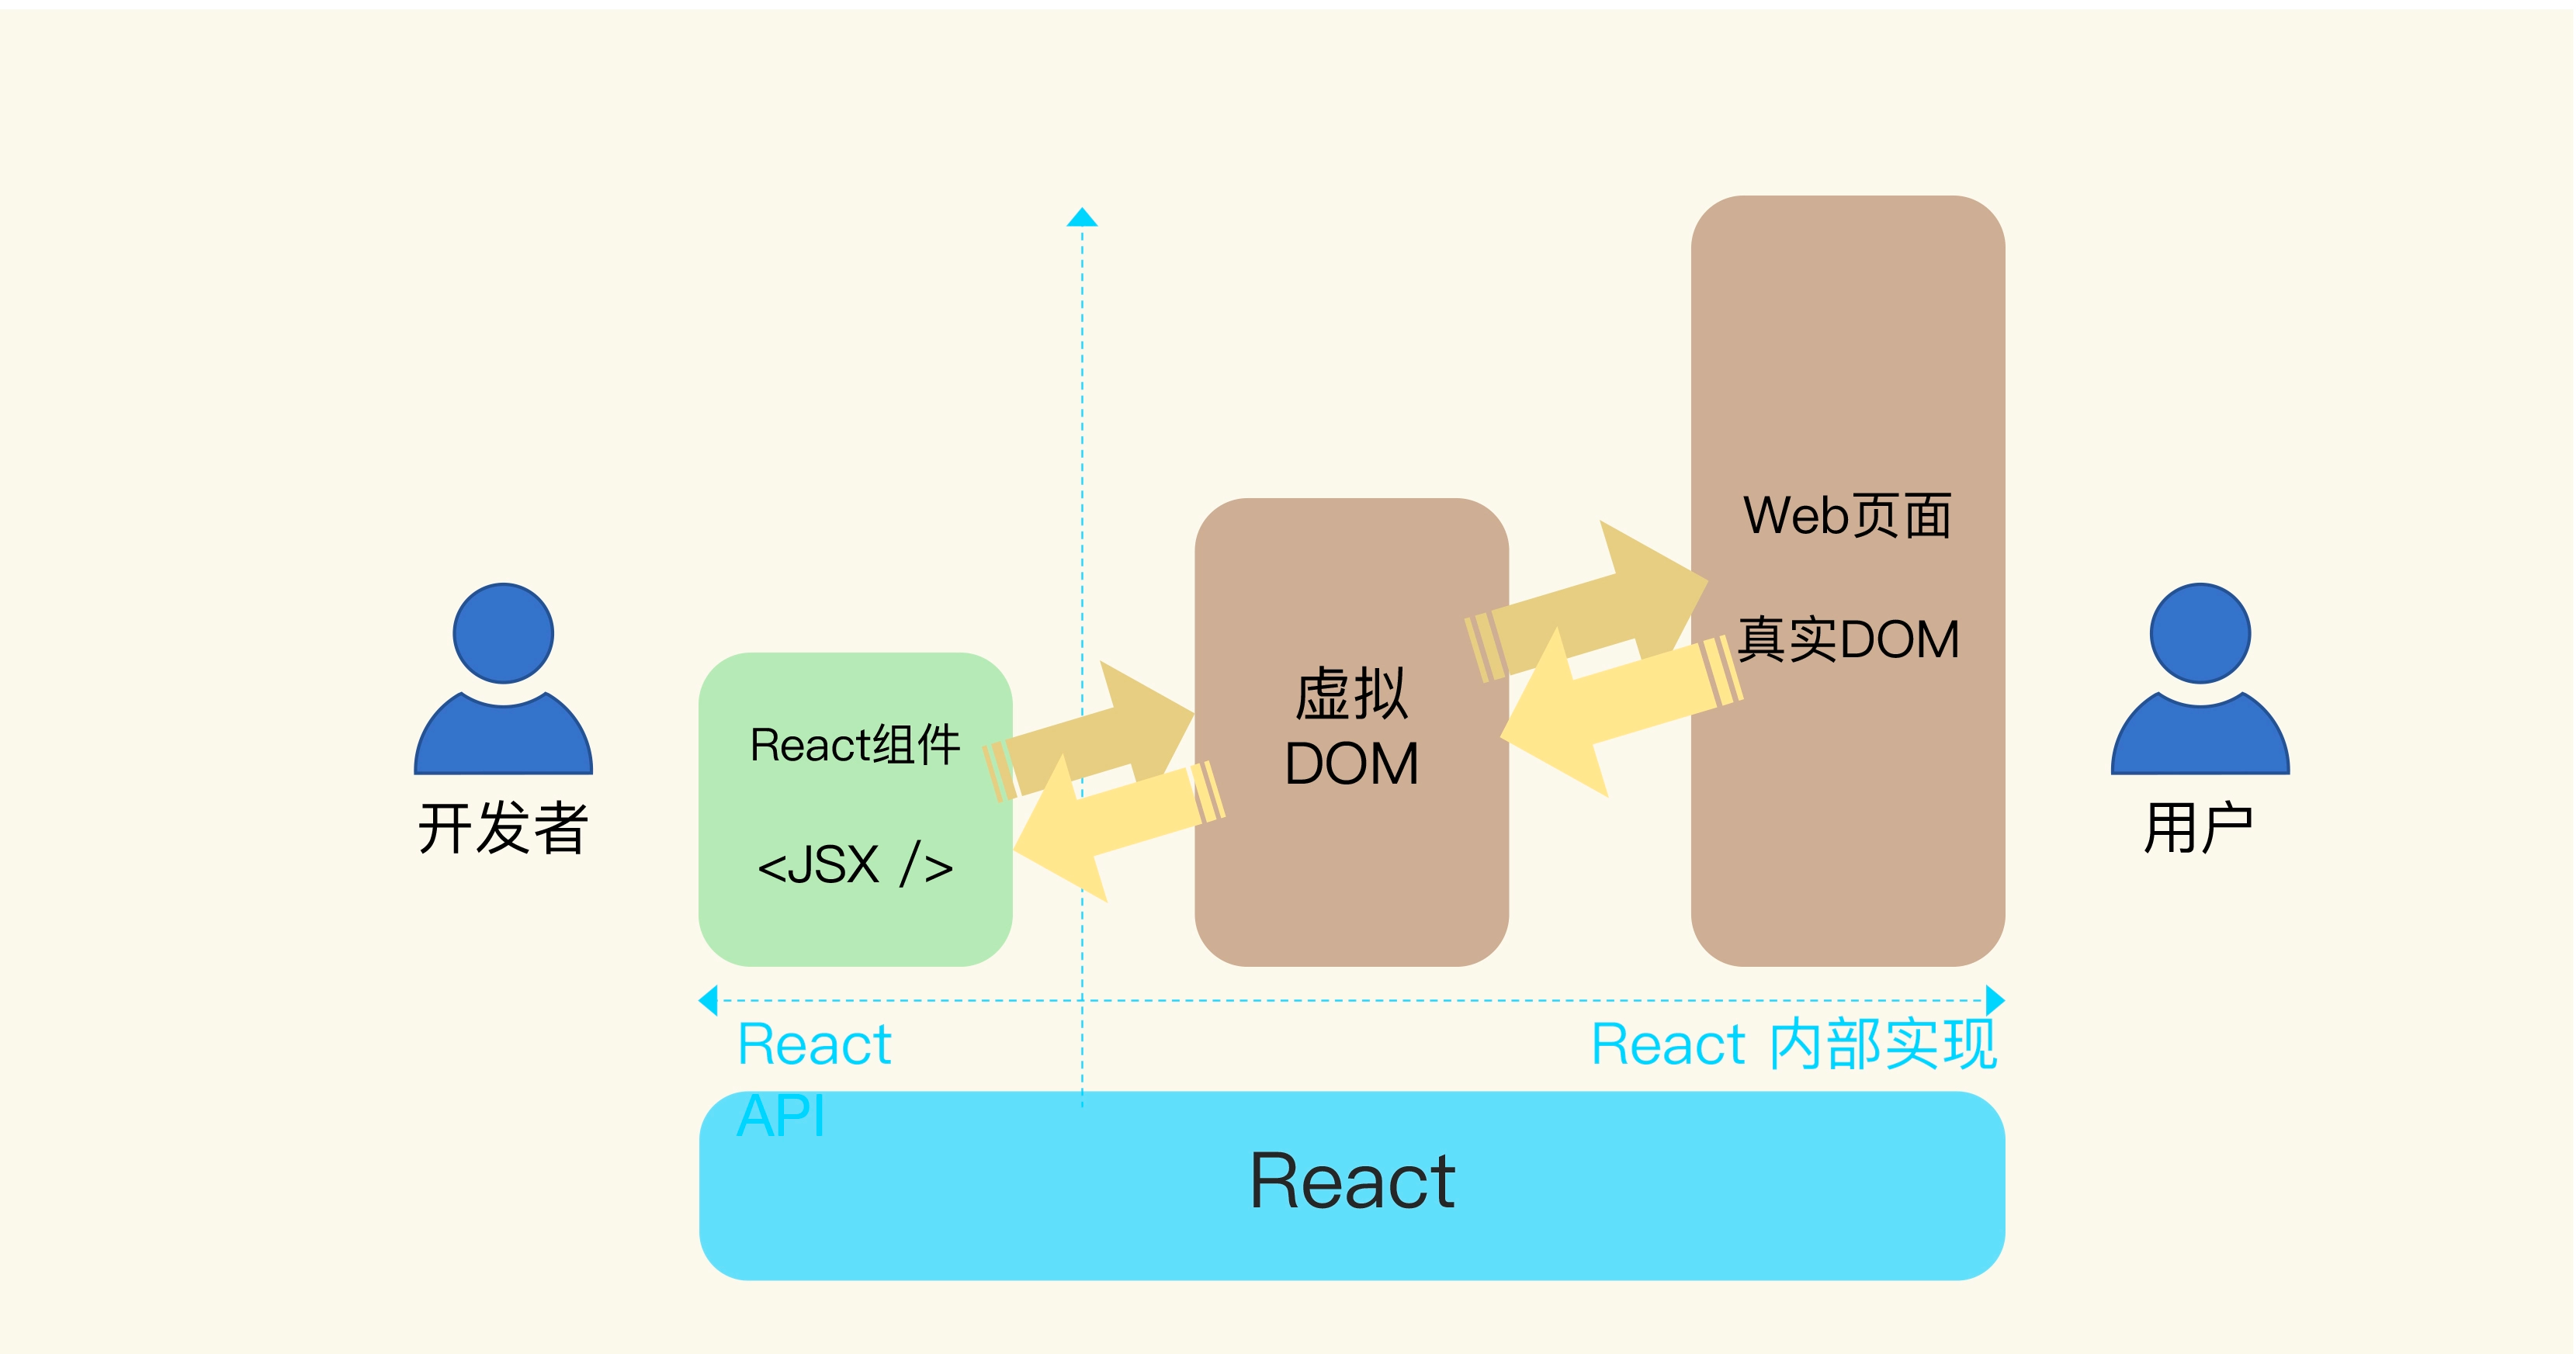 开发者
React组件
<JSX />
虚拟
DOM
Web页面
真实DOM
用户
React
API
React 内部实现
React